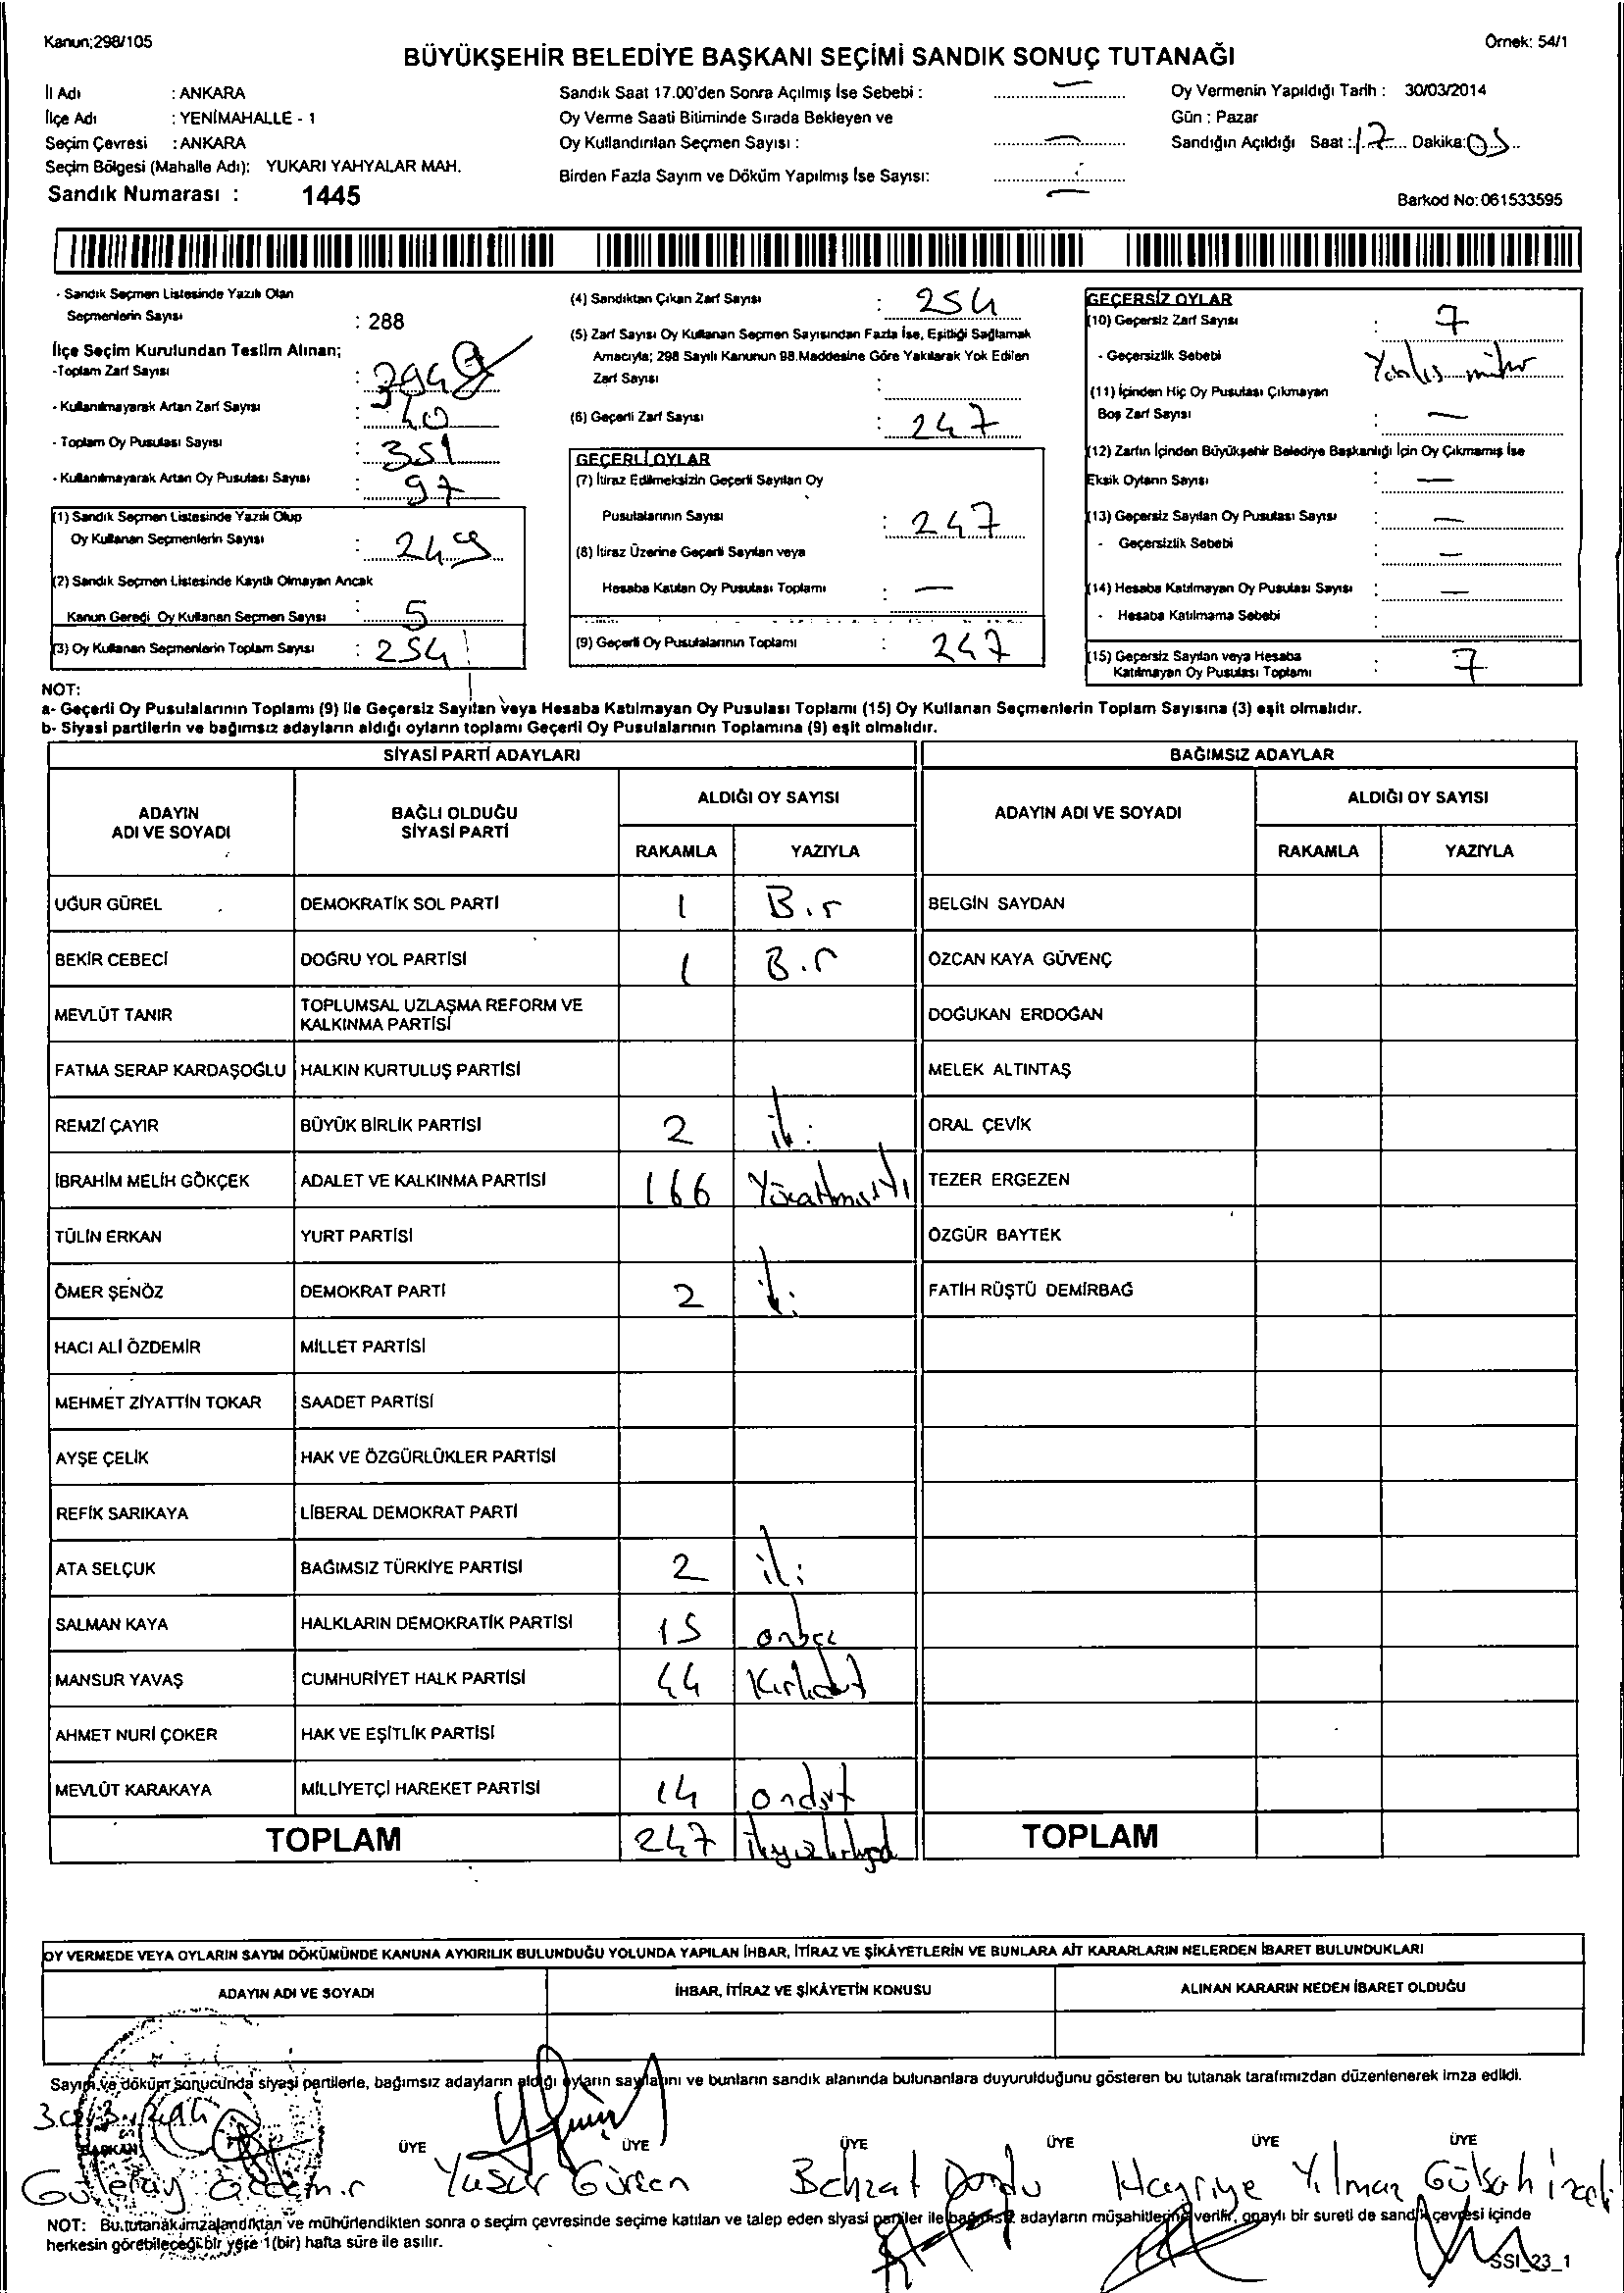 Kanun;298/105
Örnek: 54/1
BÜYÜKŞEHİR BELEDİYE BAŞKANI SEÇİMİ SANDIK SONUÇ TUTANAĞI
İl Adı : ANKARA
İlçe Adı : YENİMAHALLE - 1
Seçim Çevresi : ANKARA
Seçim Bölgesi (Mahalle Adı): YUKARI YAHYALAR MAH.
Sandık Numarası : 1445
Sandık Saat 17.00'den Sonra Açılmış İse Sebebi : —
Oy Verme Saati Bitiminde Sırada Bekleyen ve
Oy Kullandırılan Seçmen Sayısı : —
Birden Fazla Sayım ve Döküm Yapılmış İse Sayısı: —
Oy Vermenin Yapıldığı Tarih : 30/03/2014
Gün : Pazar
Sandığın Açıldığı Saat : 17 Dakika: 05
Barkod No: 061533595
- Sandık Seçmen Listesinde Yazılı Olan
Seçmenlerin Sayısı : 288
İlçe Seçim Kurulundan Teslim Alınan;
-Toplam Zarf Sayısı :
- Kullanılmayarak Artan Zarf Sayısı : 40
- Toplam Oy Pusulası Sayısı : 351
- Kullanılmayarak Artan Oy Pusulası Sayısı : 97
(1) Sandık Seçmen Listesinde Yazılı Olup
Oy Kullanan Seçmenlerin Sayısı : 249
(2) Sandık Seçmen Listesinde Kayıtlı Olmayan Ancak
Kanun Gereği Oy Kullanan Seçmen Sayısı : 5
(3) Oy Kullanan Seçmenlerin Toplam Sayısı : 254
(4) Sandıktan Çıkan Zarf Sayısı : 254
(5) Zarf Sayısı Oy Kullanan Seçmen Sayısından Fazla İse, Eşitliği Sağlamak
Amacıyla; 298 Sayılı Kanunun 98.Maddesine Göre Yakılarak Yok Edilen
Zarf Sayısı :
(6) Geçerli Zarf Sayısı : 247
GEÇERLİ OYLAR
(7) İtiraz Edilmeksizin Geçerli Sayılan Oy
Pusulalarının Sayısı : 247
(8) İtiraz Üzerine Geçerli Sayılan veya
Hesaba Katılan Oy Pusulası Toplamı : —
(9) Geçerli Oy Pusulalarının Toplamı : 247
GEÇERSİZ OYLAR
(10) Geçersiz Zarf Sayısı : 7
- Geçersizlik Sebebi : Yanlış mühr
(11) İçinden Hiç Oy Pusulası Çıkmayan
Boş Zarf Sayısı : —
(12) Zarfın İçinden Büyükşehir Belediye Başkanlığı İçin Oy Çıkmamış İse
Eksik Oyların Sayısı : —
(13) Geçersiz Sayılan Oy Pusulası Sayısı : —
- Geçersizlik Sebebi : —
(14) Hesaba Katılmayan Oy Pusulası Sayısı : —
- Hesaba Katılmama Sebebi :
(15) Geçersiz Sayılan veya Hesaba
Katılmayan Oy Pusulası Toplamı : 7
NOT:
a- Geçerli Oy Pusulalarının Toplamı (9) ile Geçersiz Sayılan Veya Hesaba Katılmayan Oy Pusulası Toplamı (15) Oy Kullanan Seçmenlerin Toplam Sayısına (3) eşit olmalıdır.
b- Siyasi partilerin ve bağımsız adayların aldığı oyların toplamı Geçerli Oy Pusulalarının Toplamına (9) eşit olmalıdır.
SİYASİ PARTİ ADAYLARI
BAĞIMSIZ ADAYLAR
ADAYIN
ADI VE SOYADI
BAĞLI OLDUĞU
SİYASİ PARTİ
ALDIĞI OY SAYISI
RAKAMLA YAZIYLA
ADAYIN ADI VE SOYADI
ALDIĞI OY SAYISI
RAKAMLA YAZIYLA
UĞUR GÜREL DEMOKRATİK SOL PARTİ 1 Bir BELGİN SAYDAN
BEKİR CEBECİ DOĞRU YOL PARTİSİ 1 Bir ÖZCAN KAYA GÜVENÇ
MEVLÜT TANIR TOPLUMSAL UZLAŞMA REFORM VE KALKINMA PARTİSİ DOĞUKAN ERDOĞAN
FATMA SERAP KARDAŞOĞLU HALKIN KURTULUŞ PARTİSİ MELEK ALTINTAŞ
REMZİ ÇAYIR BÜYÜK BİRLİK PARTİSİ 2 iki ORAL ÇEVİK
İBRAHİM MELİH GÖKÇEK ADALET VE KALKINMA PARTİSİ 166 Yüzaltmışaltı TEZER ERGEZEN
TÜLİN ERKAN YURT PARTİSİ ÖZGÜR BAYTEK
ÖMER ŞENÖZ DEMOKRAT PARTİ 2 iki FATİH RÜŞTÜ DEMİRBAĞ
HACI ALİ ÖZDEMİR MİLLET PARTİSİ
MEHMET ZİYATTİN TOKAR SAADET PARTİSİ
AYŞE ÇELİK HAK VE ÖZGÜRLÜKLER PARTİSİ
REFİK SARIKAYA LİBERAL DEMOKRAT PARTİ
ATA SELÇUK BAĞIMSIZ TÜRKİYE PARTİSİ 2 iki
SALMAN KAYA HALKLARIN DEMOKRATİK PARTİSİ 15 onbeş
MANSUR YAVAŞ CUMHURİYET HALK PARTİSİ 44 Kırkdört
AHMET NURİ ÇOKER HAK VE EŞİTLİK PARTİSİ
MEVLÜT KARAKAYA MİLLİYETÇİ HAREKET PARTİSİ 14 ondört
TOPLAM 247 ikiyüzkırkyedi TOPLAM
OY VERMEDE VEYA OYLARIN SAYIM DÖKÜMÜNDE KANUNA AYKIRILIK BULUNDUĞU YOLUNDA YAPILAN İHBAR, İTİRAZ VE ŞİKÂYETLERİN VE BUNLARA AİT KARARLARIN NELERDEN İBARET BULUNDUKLARI
ADAYIN ADI VE SOYADI İHBAR, İTİRAZ VE ŞİKÂYETİN KONUSU ALINAN KARARIN NEDEN İBARET OLDUĞU
Sayım ve döküm sonucunda siyasi partilerle, bağımsız adayların aldığı oyların sayılarını ve bunların sandık alanında bulunanlara duyurulduğunu gösteren bu tutanak tarafımızdan düzenlenerek imza edildi.
BAŞKAN ÜYE ÜYE ÜYE ÜYE ÜYE ÜYE
Yusuf Gürsen Behzat Hayriye Yılmaz Gülşah
NOT: Bu tutanak imzalandıktan ve mühürlendikten sonra o seçim çevresinde seçime katılan ve talep eden siyasi partiler ile bağımsız adayların müşahitlerine verilir, onaylı bir sureti de sandık çevresi içinde
herkesin görebileceği bir yere 1(bir) hafta süre ile asılır.
SSI_23_1